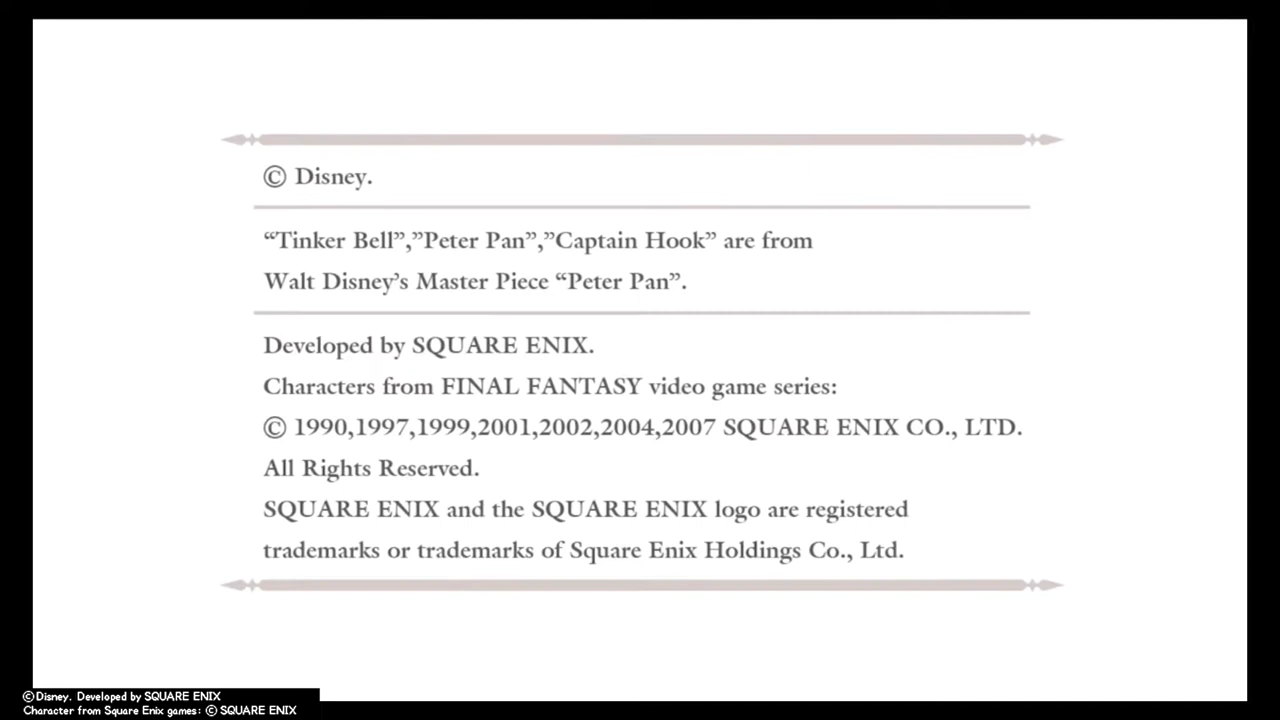 © Disney.
“Tinker Bell”,”Peter Pan”,”Captain Hook” are from
Walt Disney’s Master Piece “Peter Pan”.
Developed by SQUARE ENIX.
Characters from FINAL FANTASY video game series:
© 1990,1997,1999,2001,2002,2004,2007 SQUARE ENIX CO., LTD.
All Rights Reserved.
SQUARE ENIX and the SQUARE ENIX logo are registered
trademarks or trademarks of Square Enix Holdings Co., Ltd.
©Disney. Developed by SQUARE ENIX
Character from Square Enix games: © SQUARE ENIX